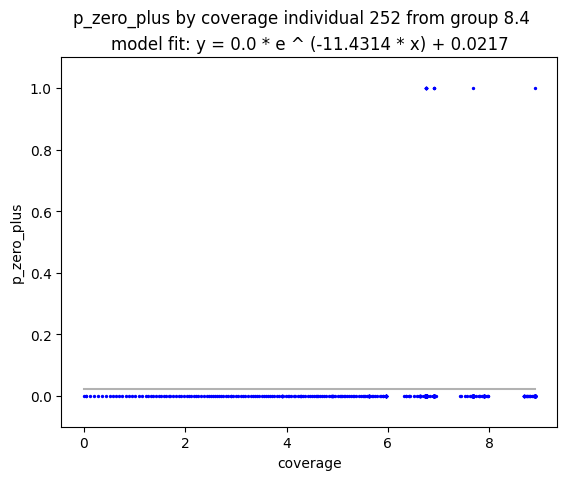 p_zero_plus by coverage individual 252 from group 8.4
model fit: y = 0.0 * e ^ (-11.4314 * x) + 0.0217
1.0
0.8
0.6
0.4
0.2
0.0
p_zero_plus
0 2 4 6 8
coverage